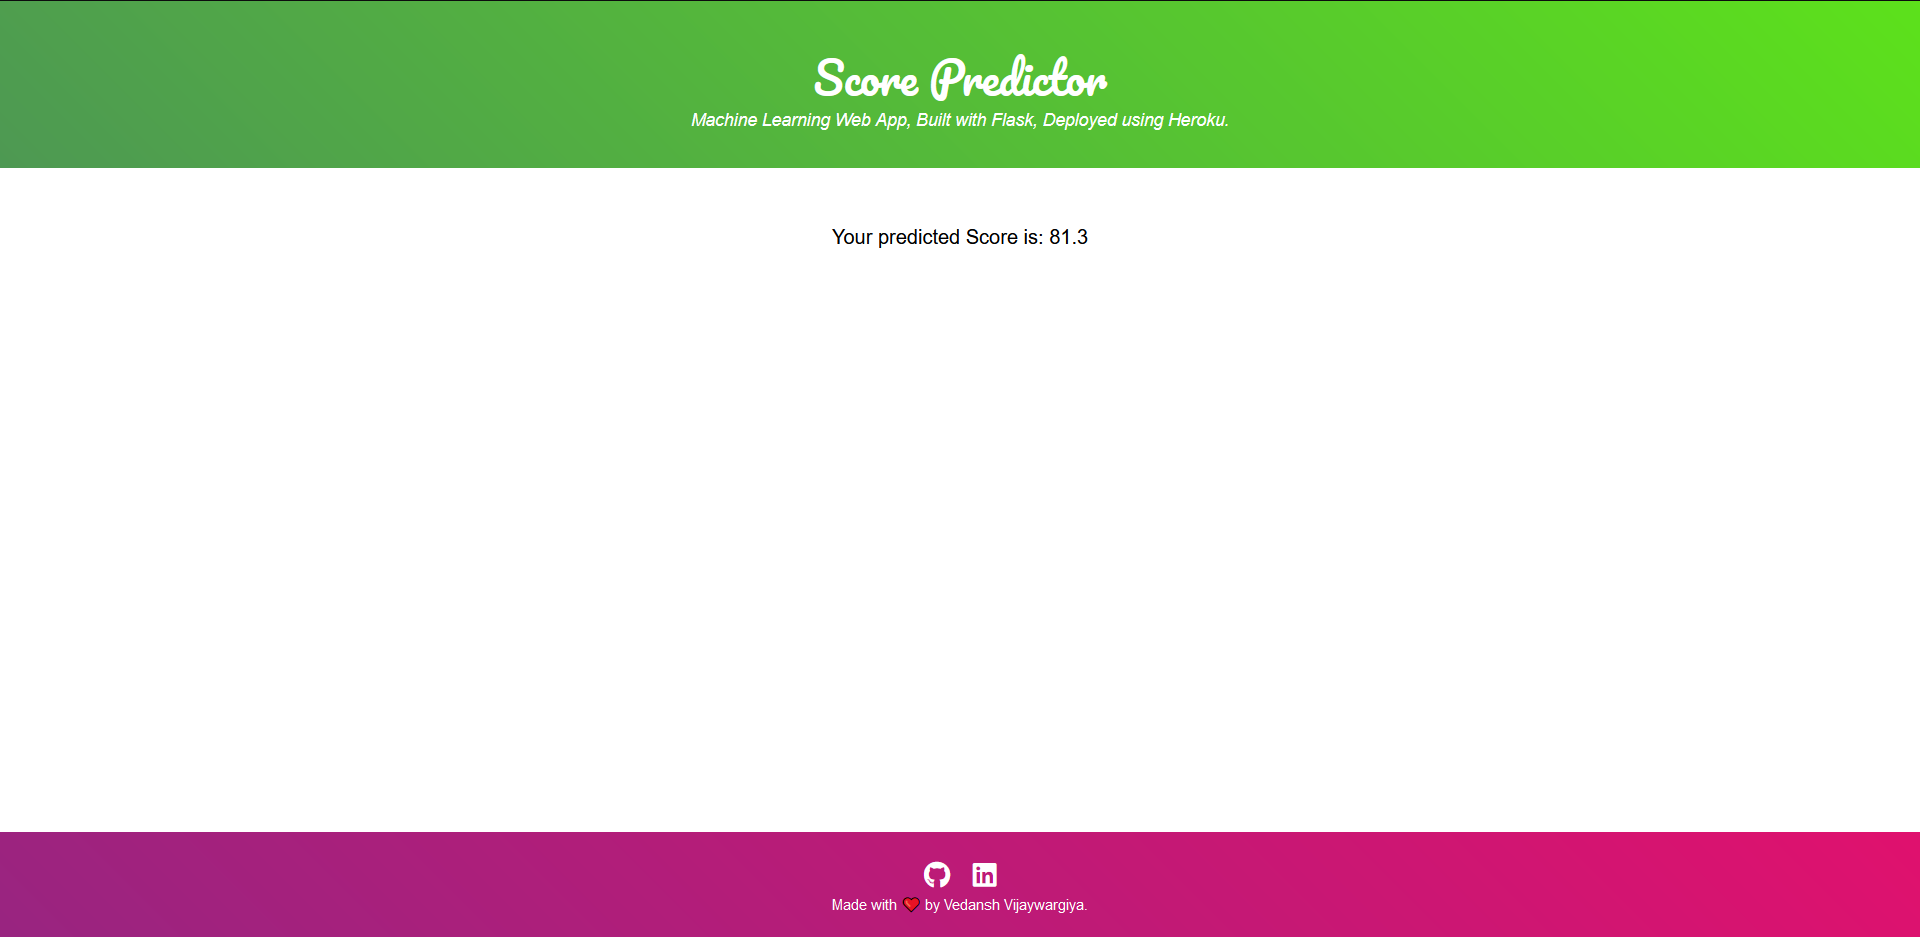 Score Predictor
Machine Learning Web App, Built with Flask, Deployed using Heroku.
Your predicted Score is: 81.3
in
Made with ❤️ by Vedansh Vijaywargiya.